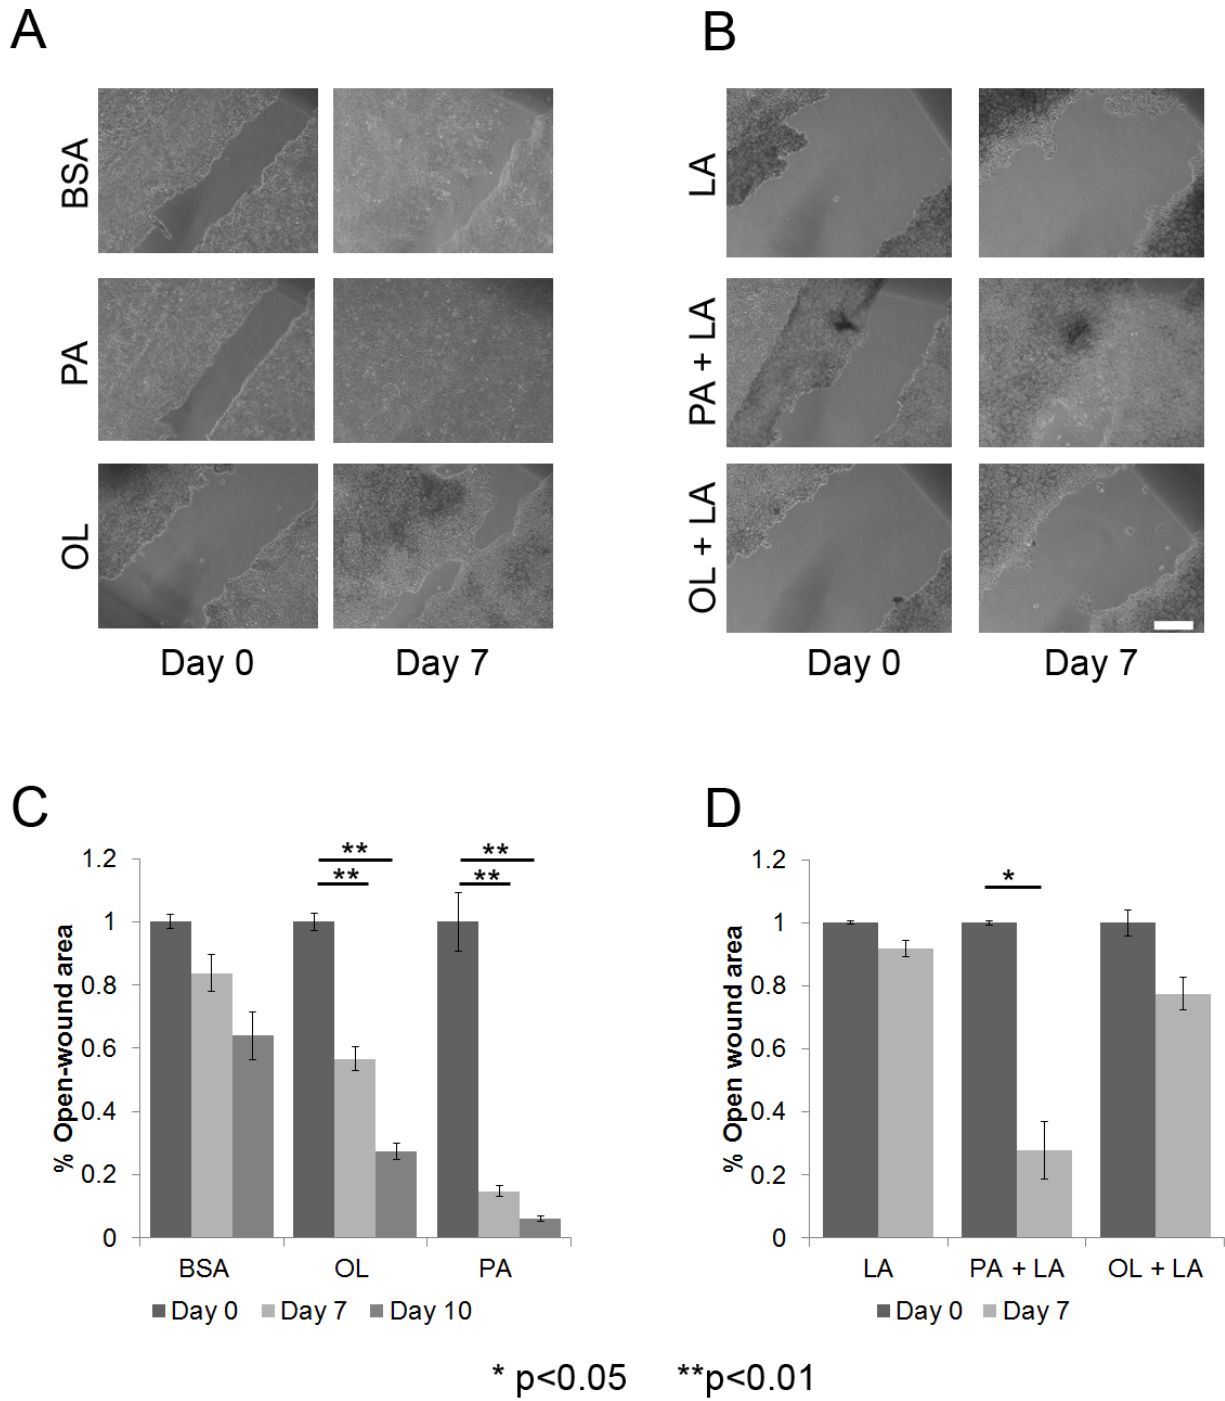 A
B
BSA
PA
OL
LA
PA + LA
OL + LA
Day 0
Day 7
Day 0
Day 7
C
D
% Open-wound area
1.2
1
0.8
0.6
0.4
0.2
0
**
**
**
**
BSA
OL
PA
Day 0
Day 7
Day 10
% Open wound area
1.2
1
0.8
0.6
0.4
0.2
0
*
LA
PA + LA
OL + LA
Day 0
Day 7
* p<0.05
**p<0.01